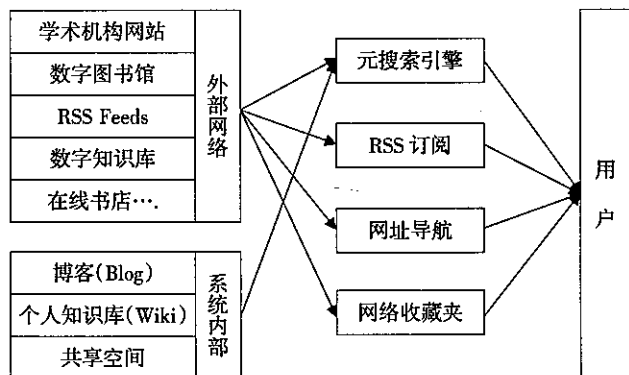 学术机构网站
数字图书馆
RSS Feeds
数字知识库
在线书店….
外部网络
博客(Blog)
个人知识库(Wiki)
共享空间
系统内部
元搜索引擎
RSS 订阅
网址导航
网络收藏夹
用户